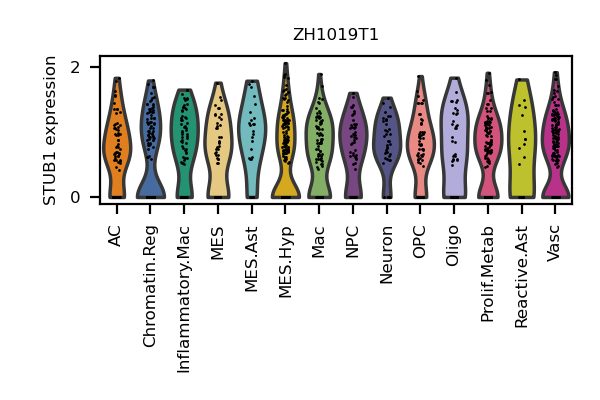 ZH1019T1
STUB1 expression
2
0
AC
Chromatin.Reg
Inflammatory.Mac
MES
MES.Ast
MES.Hyp
Mac
NPC
Neuron
OPC
Oligo
Prolif.Metab
Reactive.Ast
Vasc